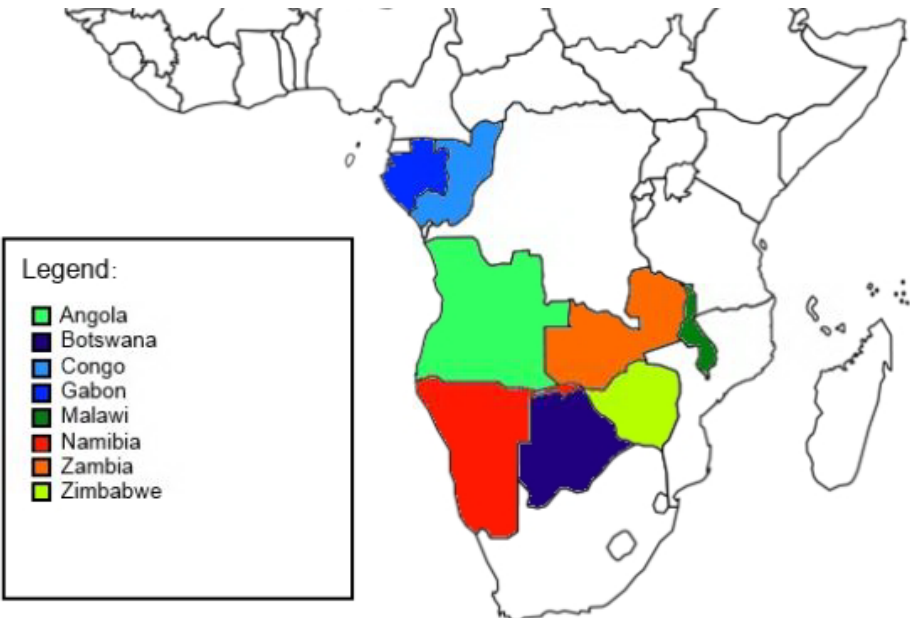 Legend:
Angola
Botswana
Congo
Gabon
Malawi
Namibia
Zambia
Zimbabwe